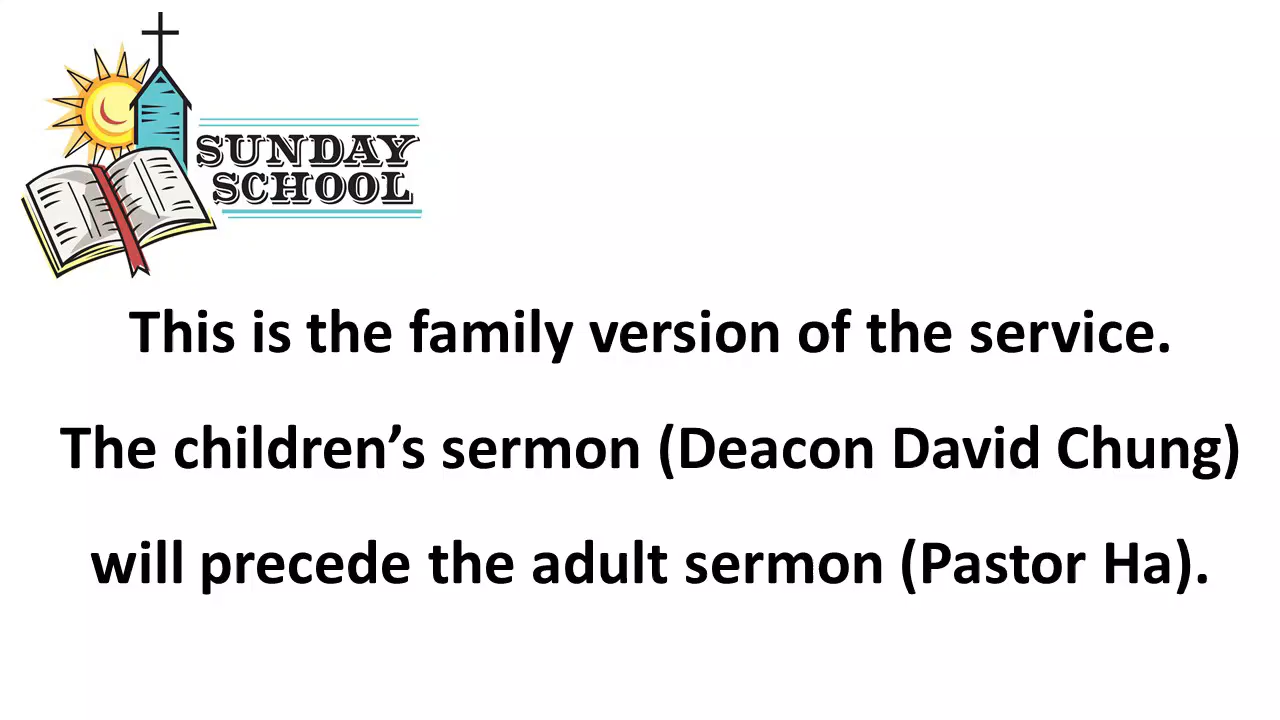 SUNDAY
SCHOOL
This is the family version of the service.
The children’s sermon (Deacon David Chung)
will precede the adult sermon (Pastor Ha).